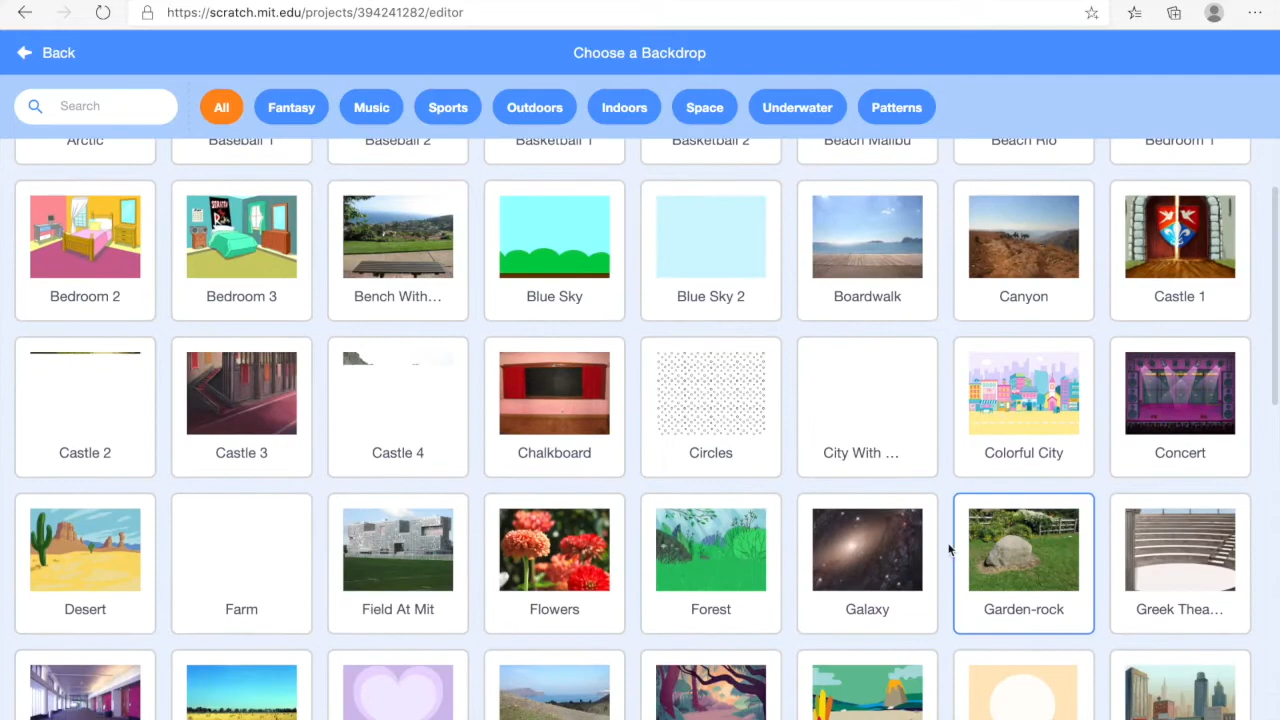 https://scratch.mit.edu/projects/394241282/editor
Back
Choose a Backdrop
Search
All
Fantasy
Music
Sports
Outdoors
Indoors
Space
Underwater
Patterns
Arctic
Baseball 1
Baseball 2
Basketball 1
Basketball 2
Beach Malibu
Beach Rio
Bedroom 1
Bedroom 2
Bedroom 3
Bench With...
Blue Sky
Blue Sky 2
Boardwalk
Canyon
Castle 1
Castle 2
Castle 3
Castle 4
Chalkboard
Circles
City With ...
Colorful City
Concert
Desert
Farm
Field At Mit
Flowers
Forest
Galaxy
Garden-rock
Greek Thea...